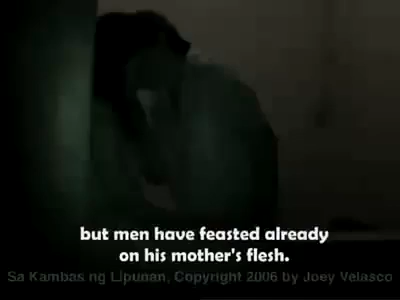 but men have feasted already
on his mother's flesh.
Sa Kambas ng Lipunan, Copyright 2006 by Joey Velasco